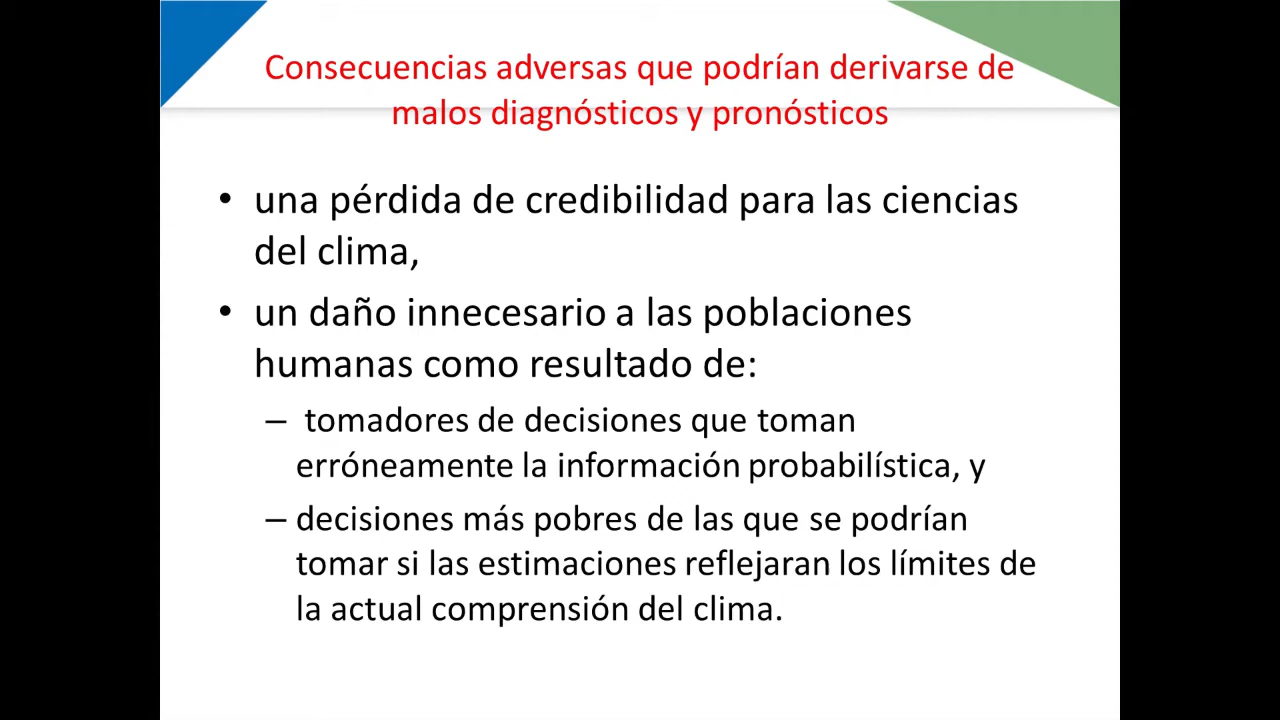 Consecuencias adversas que podrían derivarse de
malos diagnósticos y pronósticos
• una pérdida de credibilidad para las ciencias
del clima,
• un daño innecesario a las poblaciones
humanas como resultado de:
– tomadores de decisiones que toman
erróneamente la información probabilística, y
– decisiones más pobres de las que se podrían
tomar si las estimaciones reflejaran los límites de
la actual comprensión del clima.